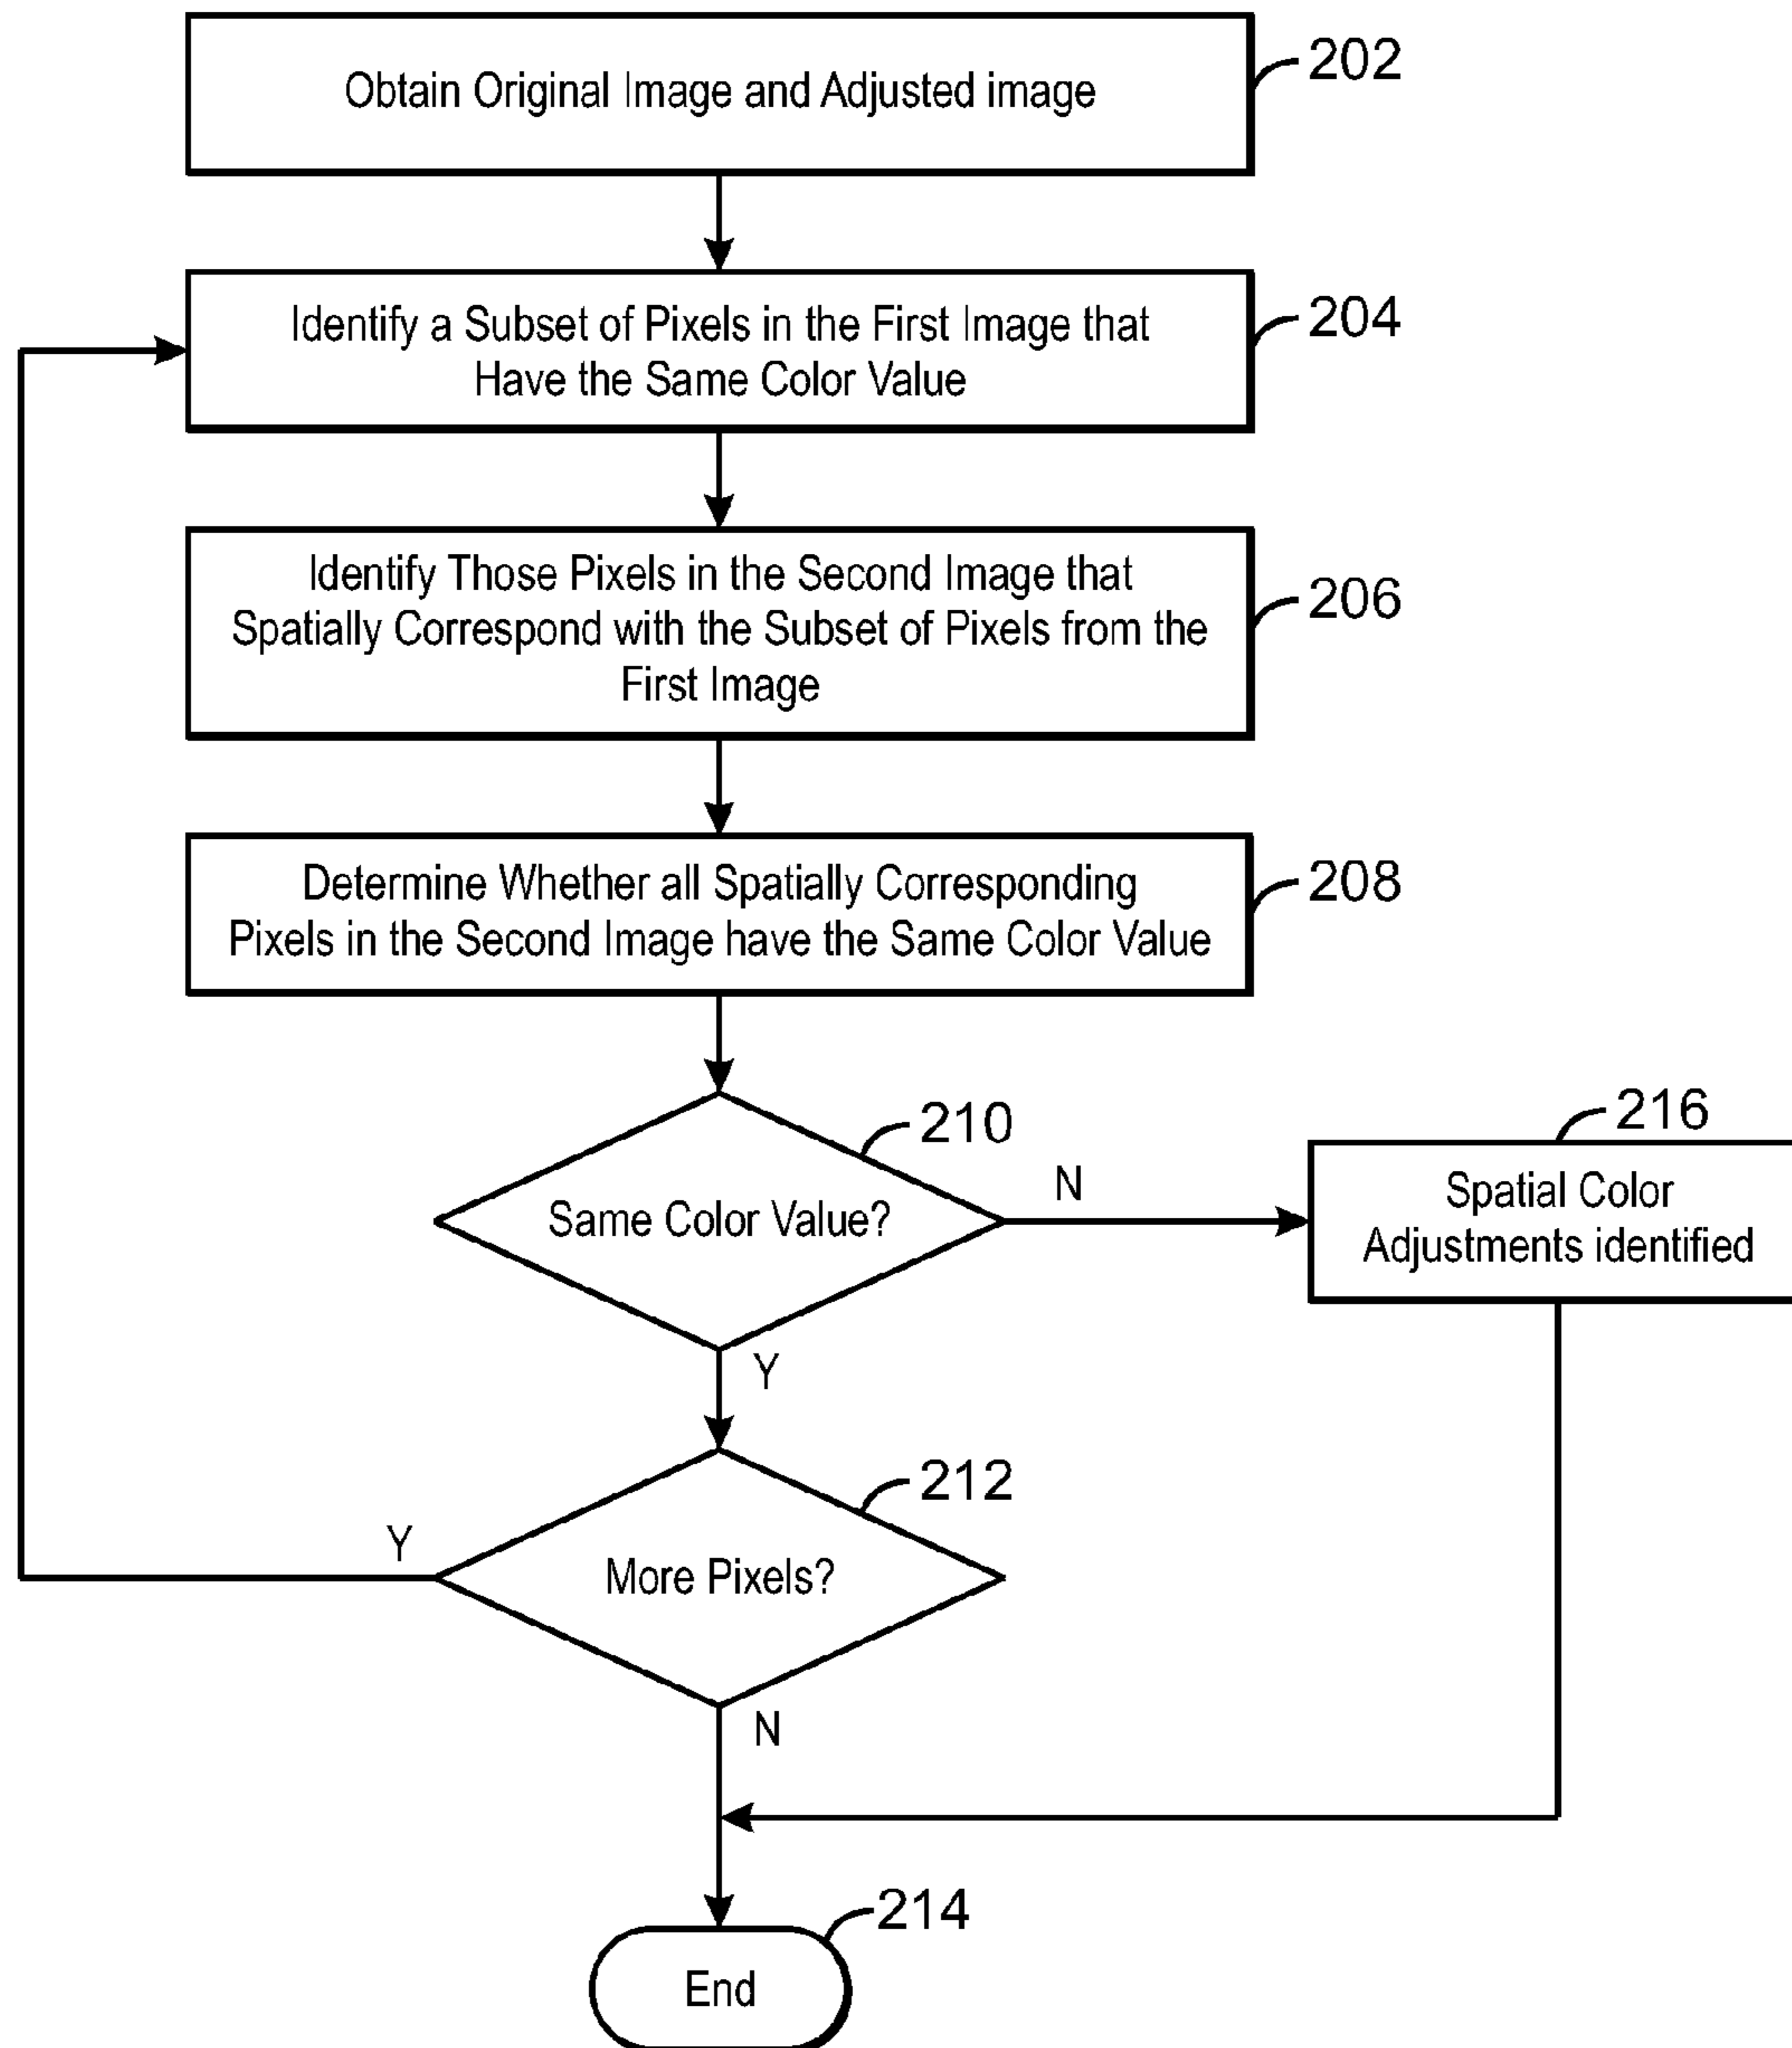 Obtain Original Image and Adjusted image
202
Identify a Subset of Pixels in the First Image that
Have the Same Color Value
204
Identify Those Pixels in the Second Image that
Spatially Correspond with the Subset of Pixels from the
First Image
206
Determine Whether all Spatially Corresponding
Pixels in the Second Image have the Same Color Value
208
210
Same Color Value?
N
216
Spatial Color
Adjustments identified
Y
212
More Pixels?
Y
N
214
End